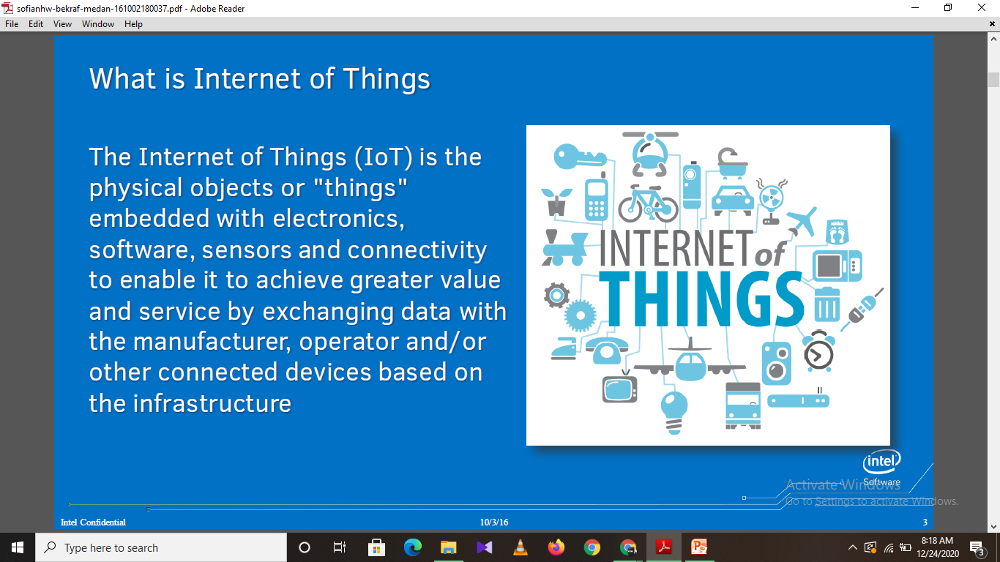 sofianhw-bekraf-medan-161002180037.pdf - Adobe Reader
File Edit View Window Help
What is Internet of Things
The Internet of Things (IoT) is the
physical objects or "things"
embedded with electronics,
software, sensors and connectivity
to enable it to achieve greater value
and service by exchanging data with
the manufacturer, operator and/or
other connected devices based on
the infrastructure
INTERNET of
THINGS
intel
Software
Activate Windows
Go to Settings to activate Windows.
Intel Confidential 10/3/16 3
Type here to search
8:18 AM
12/24/2020
3